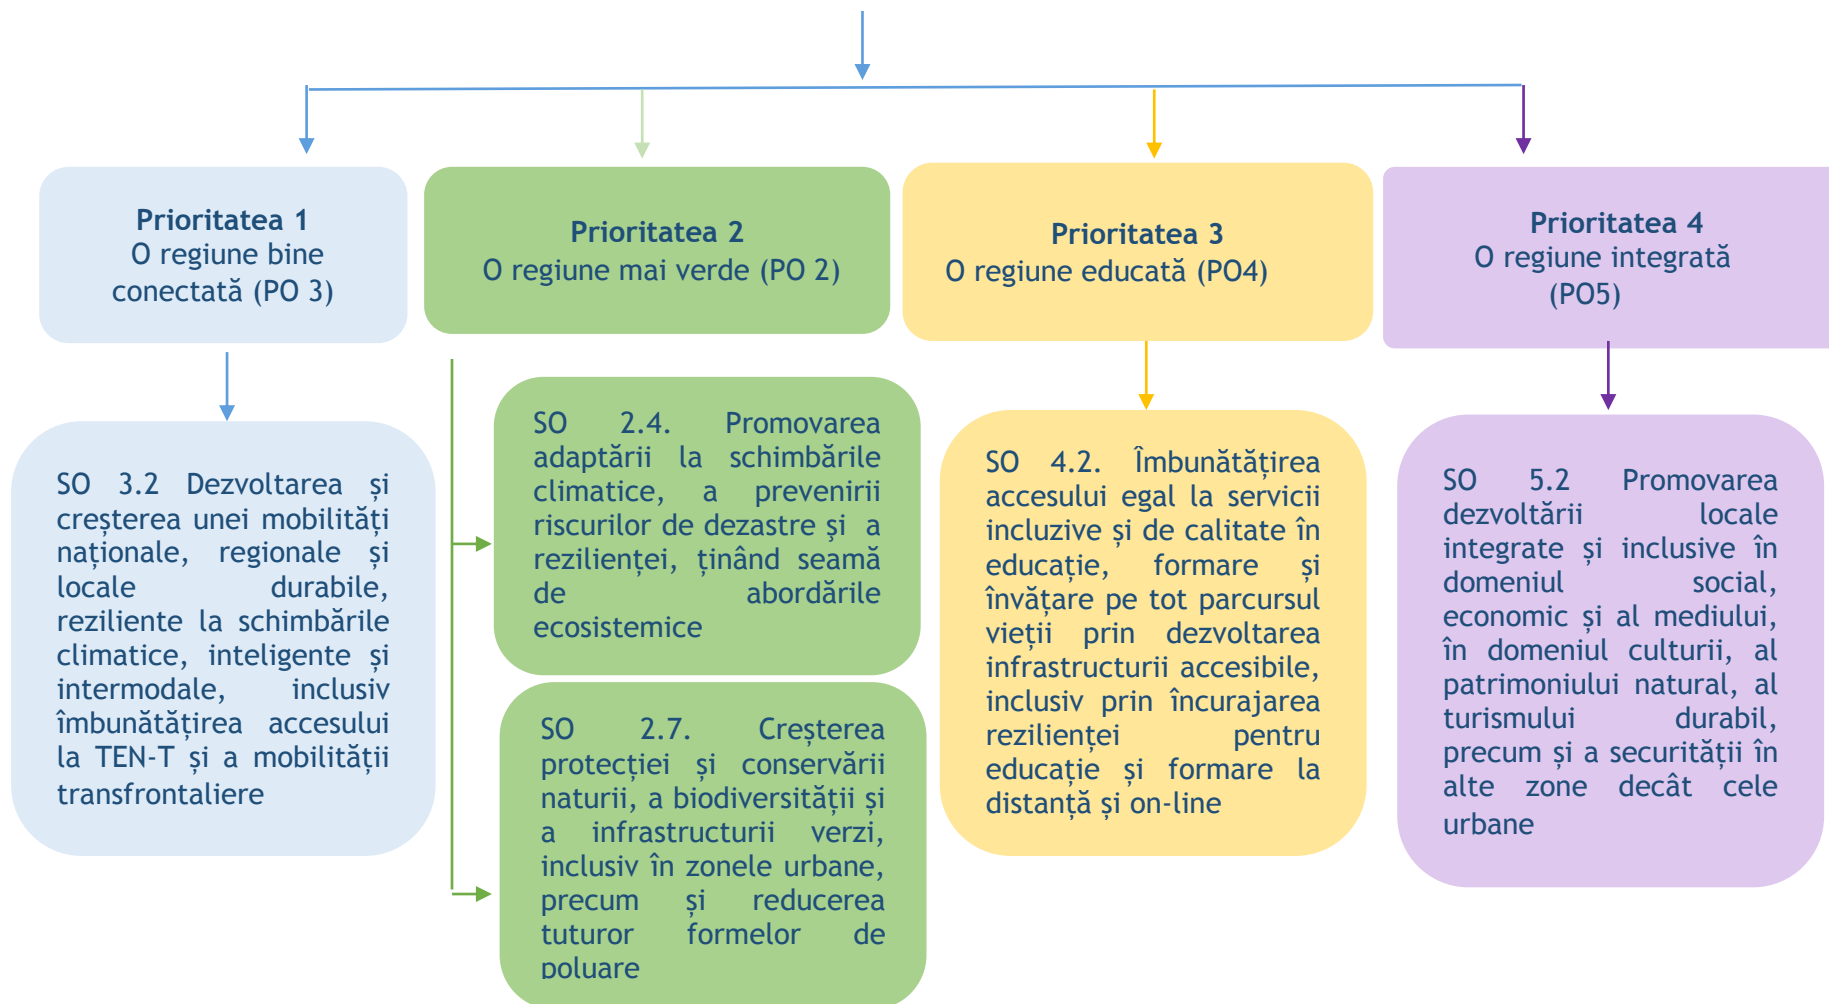 Prioritatea 1
O regiune bine
conectată (PO 3)
Prioritatea 2
O regiune mai verde (PO 2)
Prioritatea 3
O regiune educată (PO4)
Prioritatea 4
O regiune integrată
(PO5)
SO 3.2 Dezvoltarea și
creșterea unei mobilități
naționale, regionale și
locale durabile,
reziliente la schimbările
climatice, inteligente și
intermodale, inclusiv
îmbunătățirea accesului
la TEN-T și a mobilității
transfrontaliere
SO 2.4. Promovarea
adaptării la schimbările
climatice, a prevenirii
riscurilor de dezastre şi a
rezilienței, ținând seamă
de abordările
ecosistemice
SO 2.7. Creșterea
protecției și conservării
naturii, a biodiversității și
a infrastructurii verzi,
inclusiv în zonele urbane,
precum și reducerea
tuturor formelor de
poluare
SO 4.2. Îmbunătățirea
accesului egal la servicii
incluzive și de calitate în
educație, formare și
învățare pe tot parcursul
vieții prin dezvoltarea
infrastructurii accesibile,
inclusiv prin încurajarea
rezilienței pentru
educație și formare la
distanță și on-line
SO 5.2 Promovarea
dezvoltării locale
integrate și inclusive în
domeniul social,
economic și al mediului,
în domeniul culturii, al
patrimoniului natural, al
turismului durabil,
precum și a securității în
alte zone decât cele
urbane